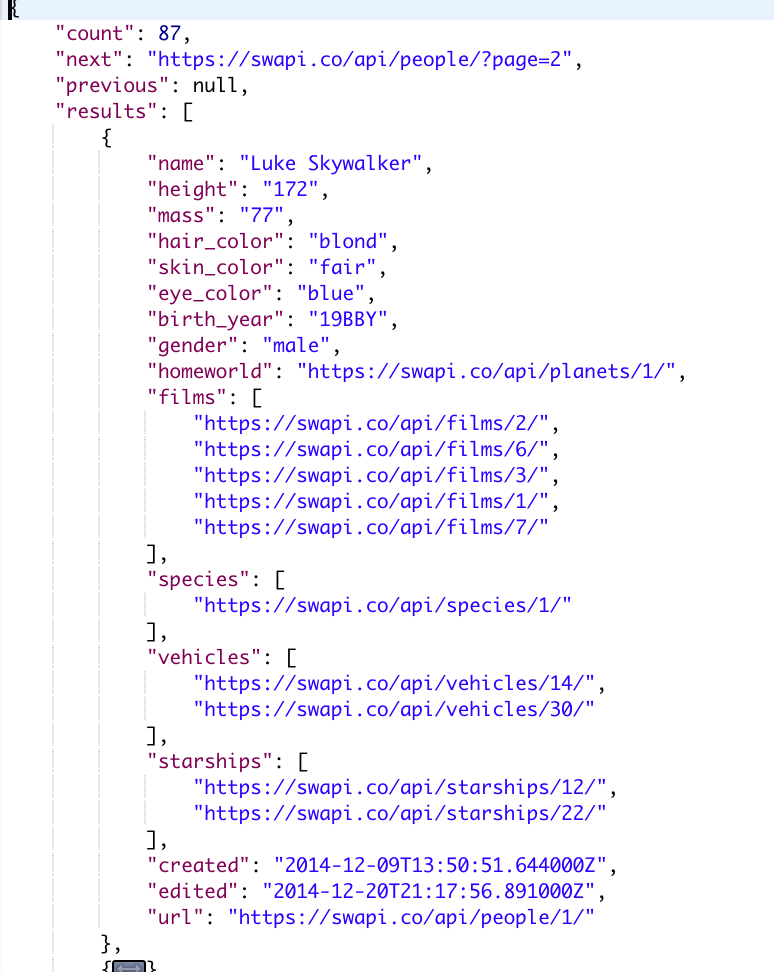 {
    "count": 87,
    "next": "https://swapi.co/api/people/?page=2",
    "previous": null,
    "results": [
        {
            "name": "Luke Skywalker",
            "height": "172",
            "mass": "77",
            "hair_color": "blond",
            "skin_color": "fair",
            "eye_color": "blue",
            "birth_year": "19BBY",
            "gender": "male",
            "homeworld": "https://swapi.co/api/planets/1/",
            "films": [
                "https://swapi.co/api/films/2/",
                "https://swapi.co/api/films/6/",
                "https://swapi.co/api/films/3/",
                "https://swapi.co/api/films/1/",
                "https://swapi.co/api/films/7/"
            ],
            "species": [
                "https://swapi.co/api/species/1/"
            ],
            "vehicles": [
                "https://swapi.co/api/vehicles/14/",
                "https://swapi.co/api/vehicles/30/"
            ],
            "starships": [
                "https://swapi.co/api/starships/12/",
                "https://swapi.co/api/starships/22/"
            ],
            "created": "2014-12-09T13:50:51.644000Z",
            "edited": "2014-12-20T21:17:56.891000Z",
            "url": "https://swapi.co/api/people/1/"
        },
        {↔}